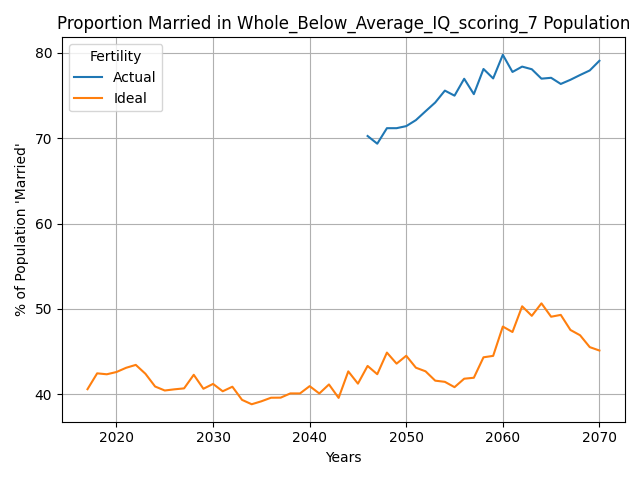 Proportion Married in Whole_Below_Average_IQ_scoring_7 Population
Fertility
Actual
Ideal
% of Population 'Married'
80
70
60
50
40
2020 2030 2040 2050 2060 2070
Years